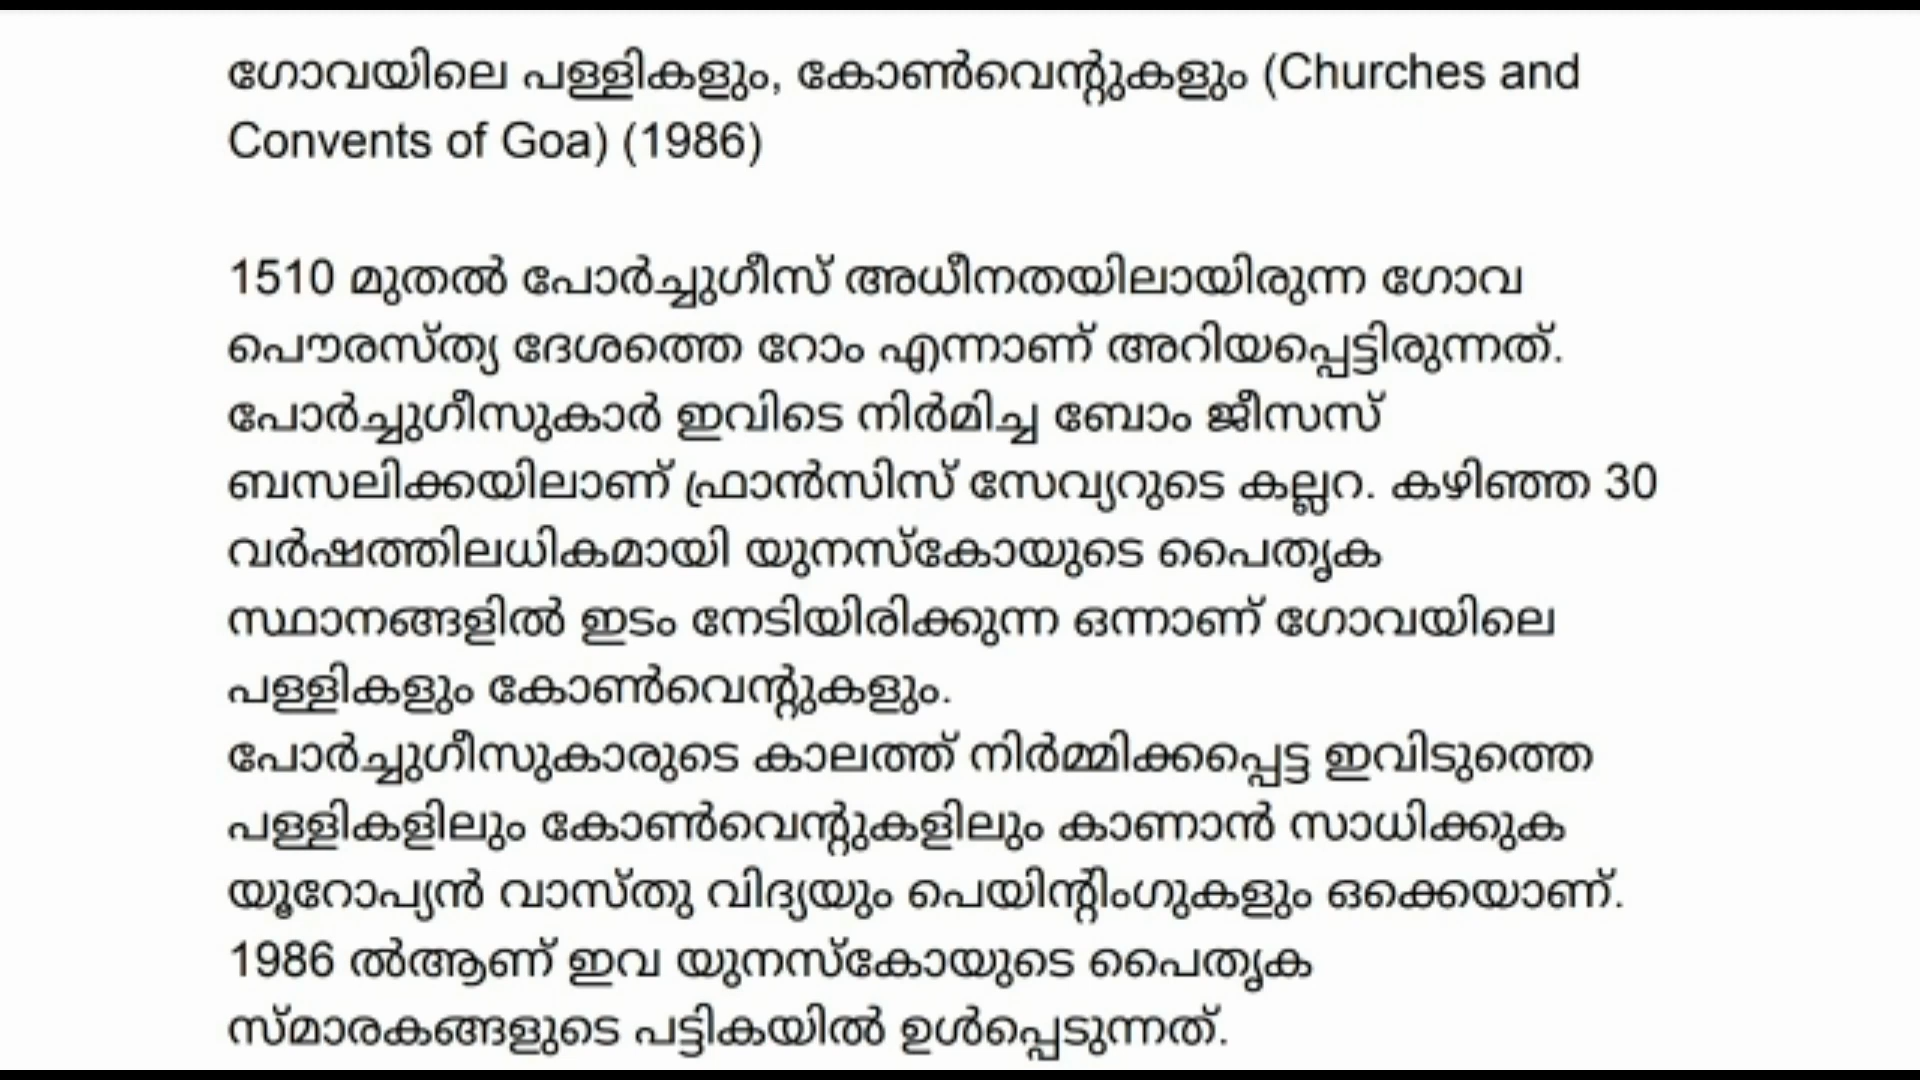 ഗോവയിലെ പള്ളികളും, കോൺവെന്റുകളും (Churches and
Convents of Goa) (1986)
1510 മുതൽ പോർച്ചുഗീസ് അധീനതയിലായിരുന്ന ഗോവ
പൌരസ്ത്യ ദേശത്തെ റോം എന്നാണ് അറിയപ്പെട്ടിരുന്നത്.
പോർച്ചുഗീസുകാർ ഇവിടെ നിർമിച്ച ബോം ജീസസ്
ബസലിക്കയിലാണ് ഫ്രാൻസിസ് സേവ്യറുടെ കല്ലറ. കഴിഞ്ഞ 30
വർഷത്തിലധികമായി യുനസ്കോയുടെ പൈതൃക
സ്ഥാനങ്ങളിൽ ഇടം നേടിയിരിക്കുന്ന ഒന്നാണ് ഗോവയിലെ
പള്ളികളും കോൺവെന്റുകളും.
പോർച്ചുഗീസുകാരുടെ കാലത്ത് നിർമ്മിക്കപ്പെട്ട ഇവിടുത്തെ
പള്ളികളിലും കോൺവെന്റുകളിലും കാണാൻ സാധിക്കുക
യൂറോപ്യൻ വാസ്തു വിദ്യയും പെയിന്റിംഗുകളും ഒക്കെയാണ്.
1986 ൽആണ് ഇവ യുനസ്കോയുടെ പൈതൃക
സ്മാരകങ്ങളുടെ പട്ടികയിൽ ഉൾപ്പെടുന്നത്.